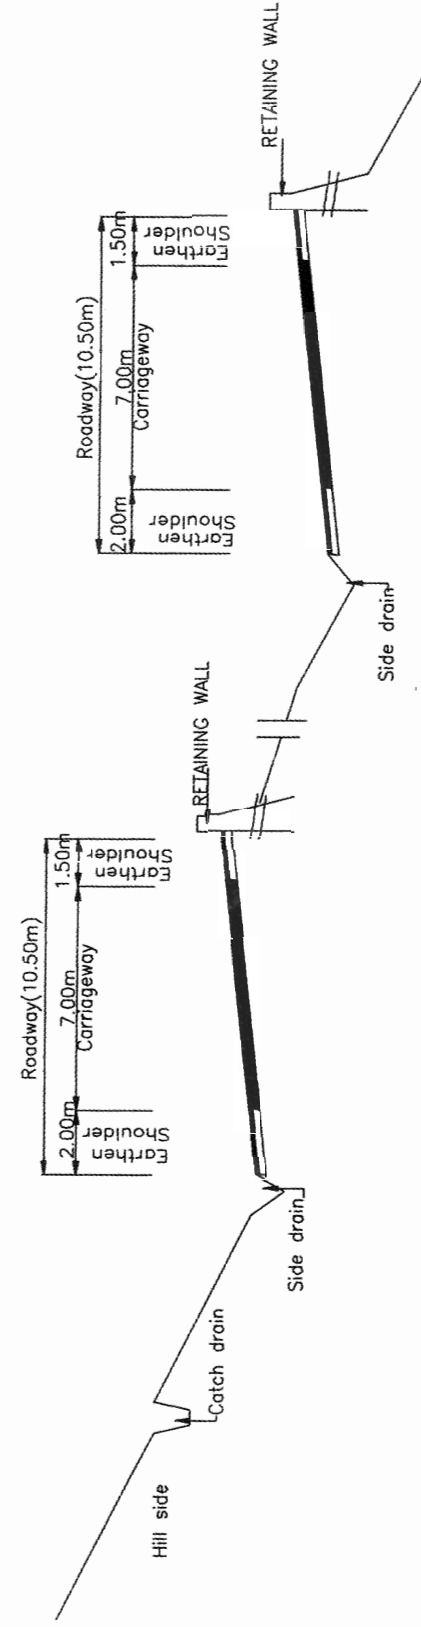 Hill side
Catch drain
Side drain
Roadway(10.50m)
2.00m
7.00m
1.50m
Earthen
Shoulder
Carriageway
Earthen
Shoulder
RETAINING WALL
Roadway(10.50m)
2.00m
7.00m
1.50m
Earthen
Shoulder
Carriageway
Earthen
Shoulder
Side drain
RETAINING WALL